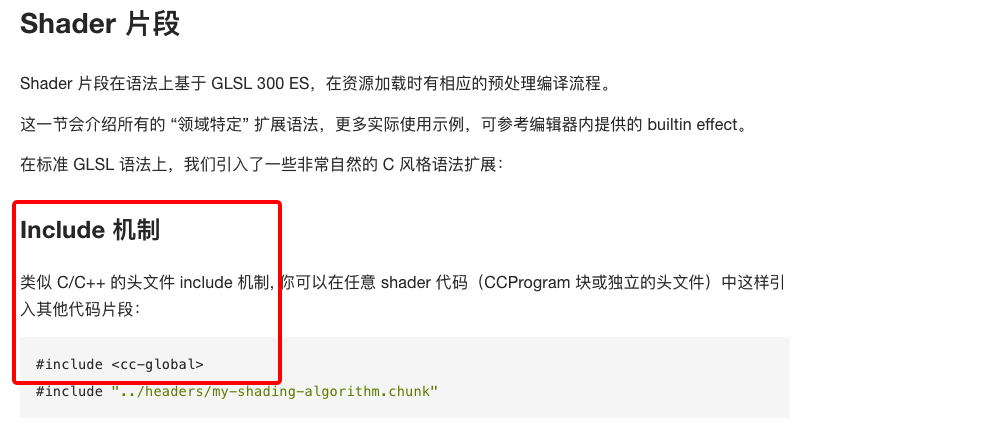 Shader 片段
Shader 片段在语法上基于 GLSL 300 ES，在资源加载时有相应的预处理编译流程。
这一节会介绍所有的 “领域特定” 扩展语法，更多实际使用示例，可参考编辑器内提供的 builtin effect。
在标准 GLSL 语法上，我们引入了一些非常自然的 C 风格语法扩展：
Include 机制
类似 C/C++ 的头文件 include 机制, 你可以在任意 shader 代码（CCProgram 块或独立的头文件）中这样引
入其他代码片段：
#include <cc-global>
#include "../headers/my-shading-algorithm.chunk"